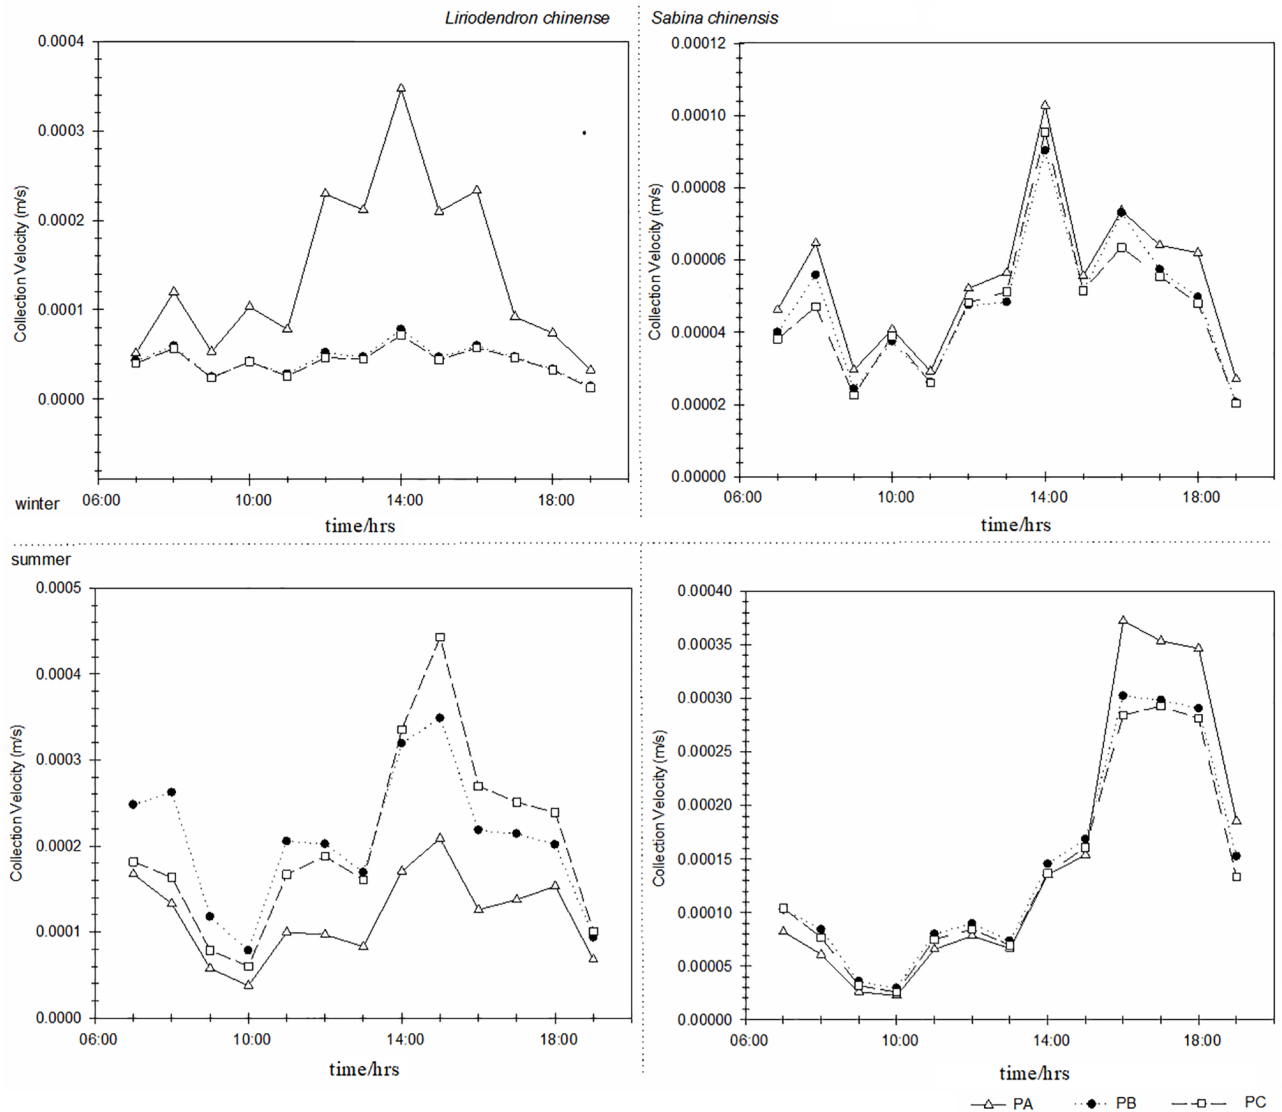 Liriodendron chinense
Sabina chinensis
0.0004
0.0003
0.0002
0.0001
0.0000
Collection Velocity (m/s)
06:00 10:00 14:00 18:00
time/hrs
winter
0.00012
0.00010
0.00008
0.00006
0.00004
0.00002
0.00000
Collection Velocity (m/s)
06:00 10:00 14:00 18:00
time/hrs
summer
0.0005
0.0004
0.0003
0.0002
0.0001
0.0000
Collection Velocity (m/s)
06:00 10:00 14:00 18:00
time/hrs
0.00040
0.00035
0.00030
0.00025
0.00020
0.00015
0.00010
0.00005
0.00000
Collection Velocity (m/s)
06:00 10:00 14:00 18:00
time/hrs
PA PB PC